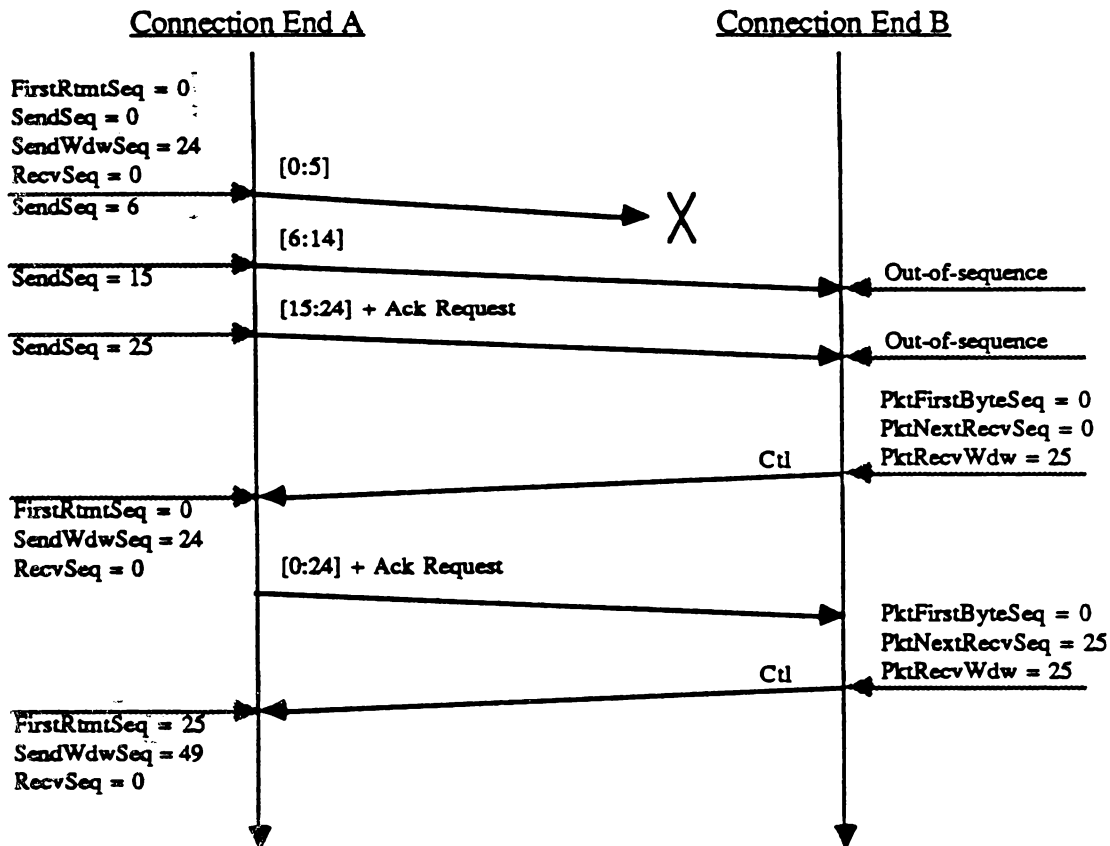 Connection End A
Connection End B
FirstRtmtSeq = 0
SendSeq = 0
SendWdwSeq = 24
RecvSeq = 0
[0:5]
SendSeq = 6
X
[6:14]
SendSeq = 15
Out-of-sequence
[15:24] + Ack Request
SendSeq = 25
Out-of-sequence
PktFirstByteSeq = 0
PktNextRecvSeq = 0
PktRecvWdw = 25
Ctl
FirstRtmtSeq = 0
SendWdwSeq = 24
RecvSeq = 0
[0:24] + Ack Request
PktFirstByteSeq = 0
PktNextRecvSeq = 25
PktRecvWdw = 25
Ctl
FirstRtmtSeq = 25
SendWdwSeq = 49
RecvSeq = 0